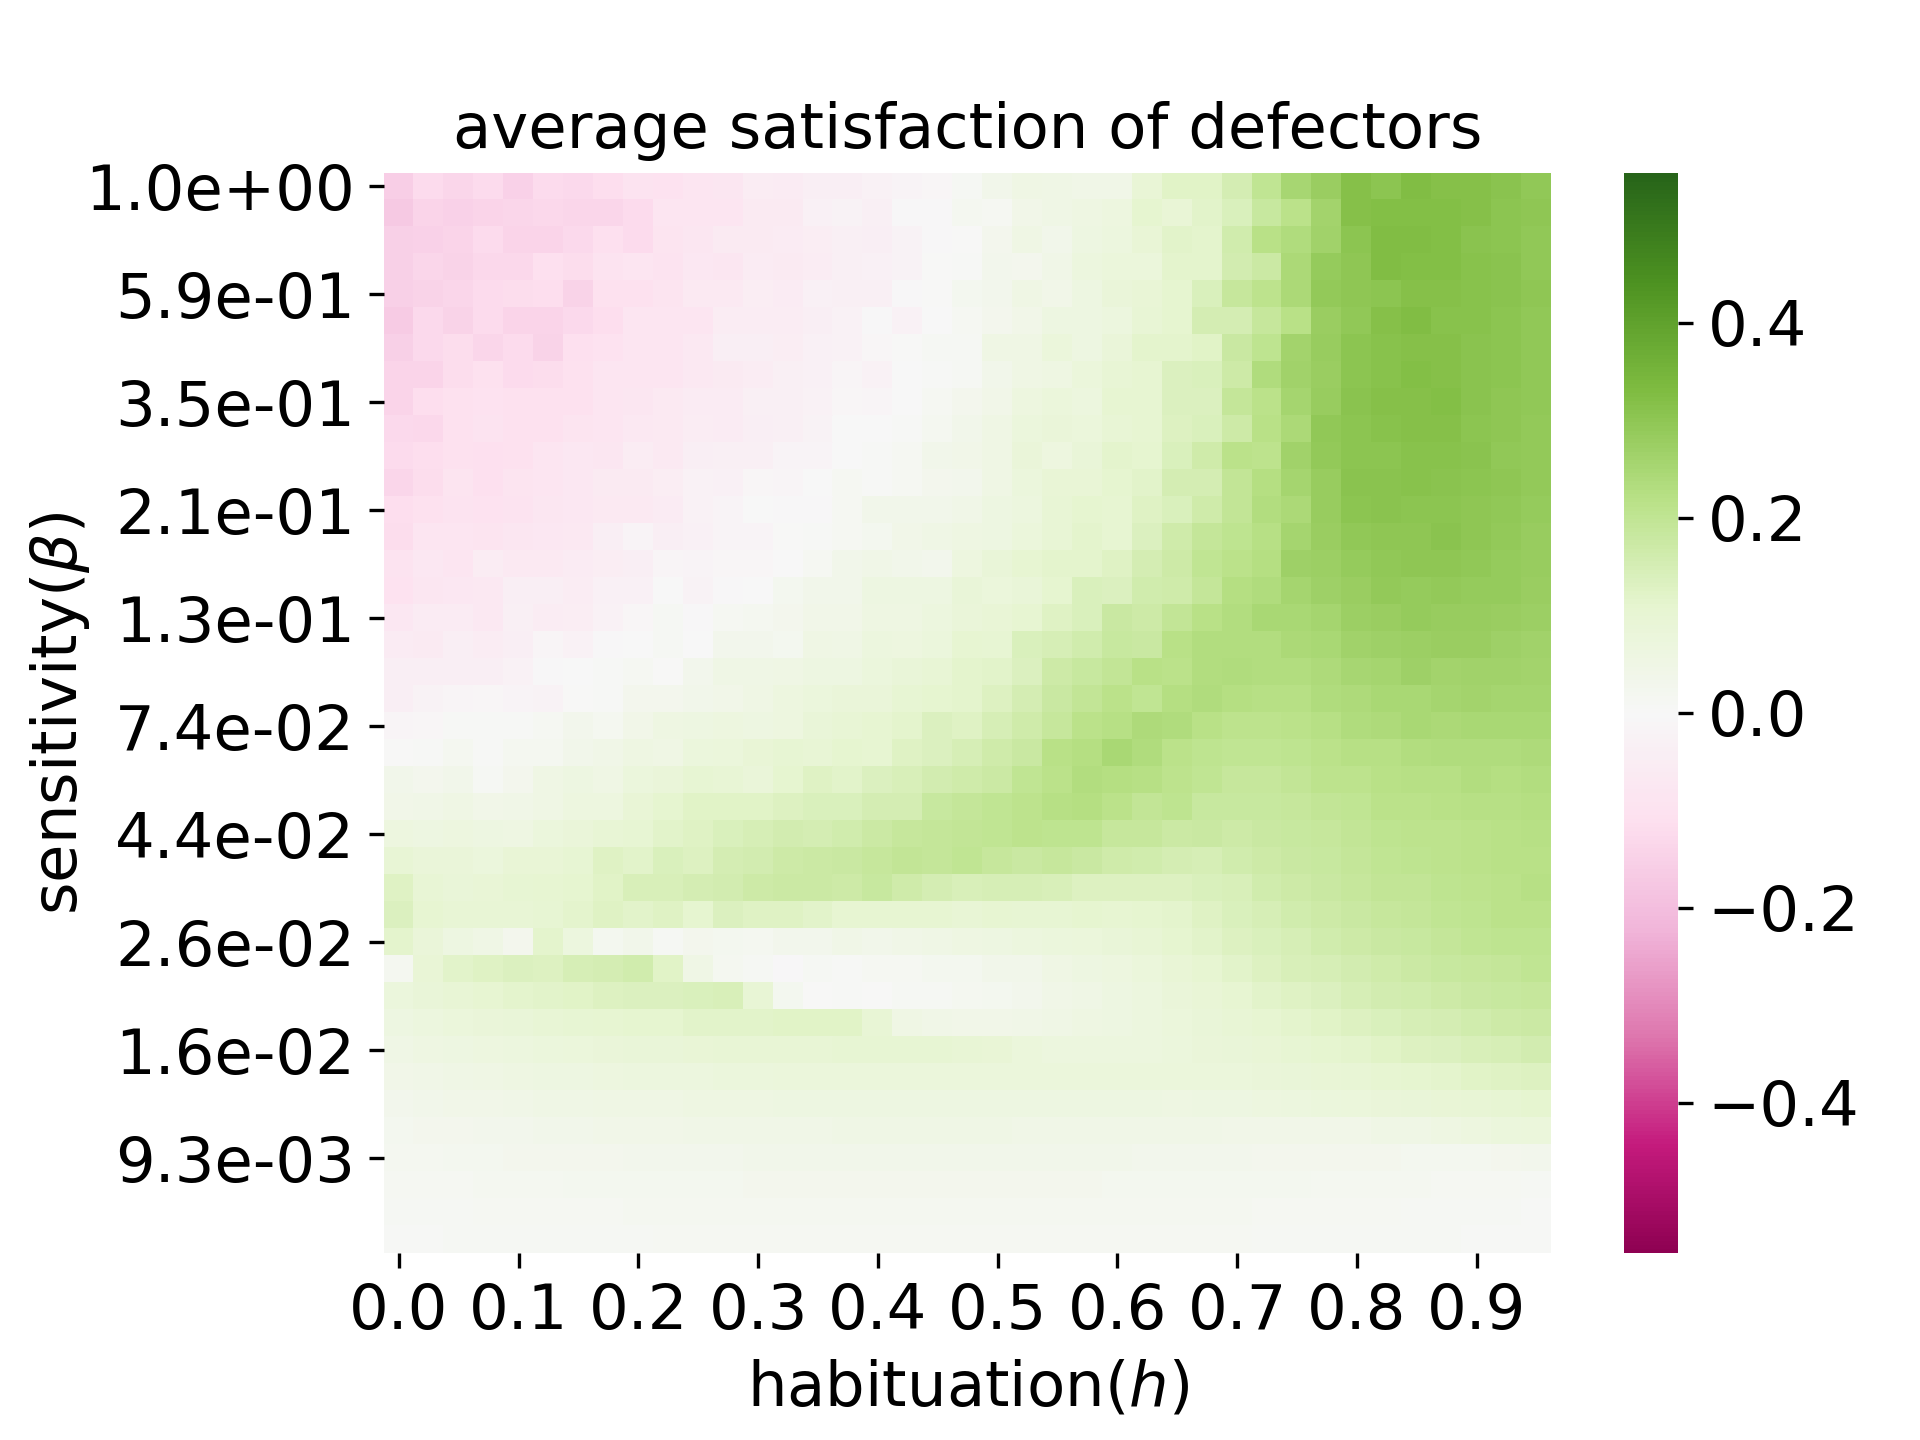 average satisfaction of defectors
sensitivity(β)
1.0e+00
5.9e-01
3.5e-01
2.1e-01
1.3e-01
7.4e-02
4.4e-02
2.6e-02
1.6e-02
9.3e-03
0.0 0.1 0.2 0.3 0.4 0.5 0.6 0.7 0.8 0.9
habituation(h)
0.4
0.2
0.0
−0.2
−0.4